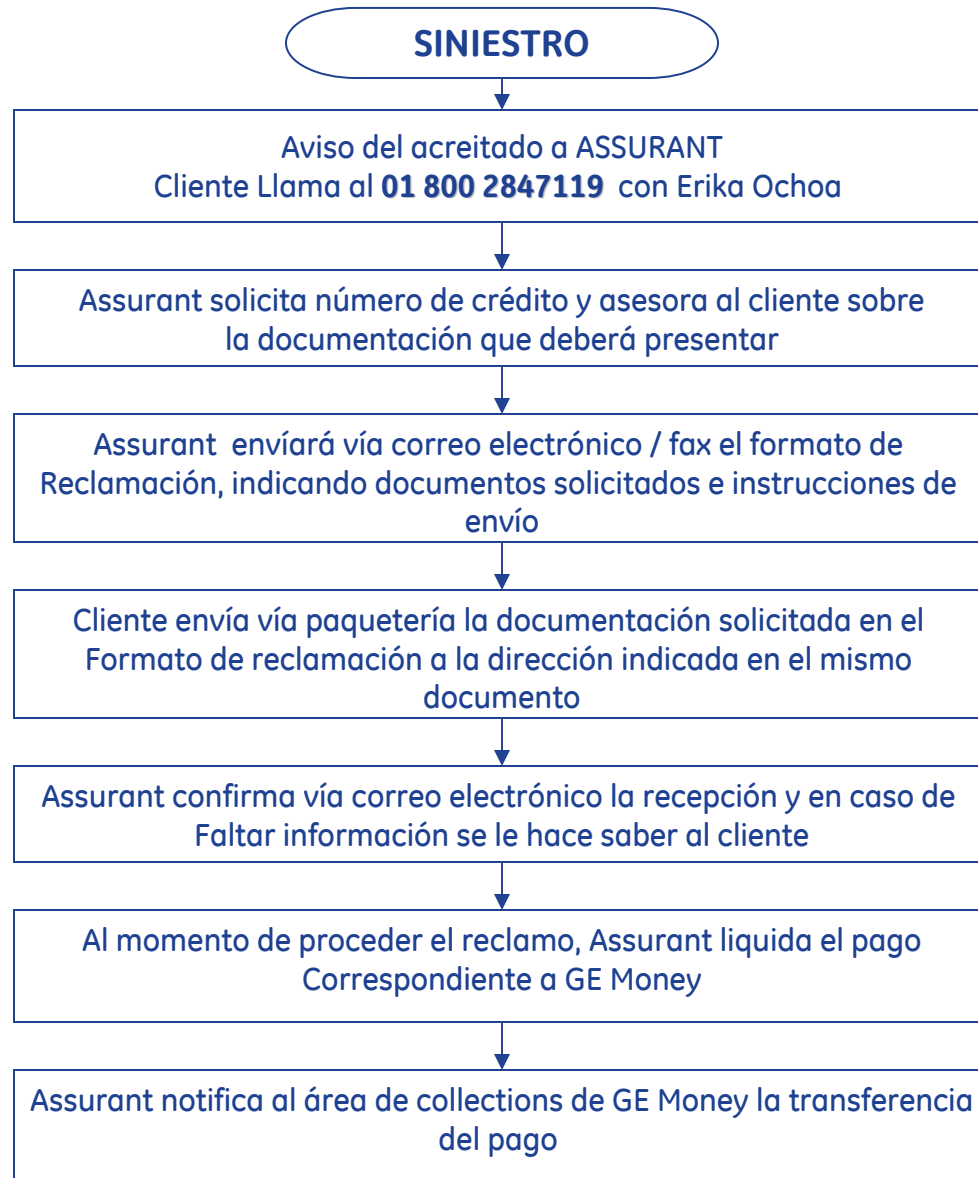 SINIESTRO
Aviso del acreitado a ASSURANT
Cliente Llama al 01 800 2847119 con Erika Ochoa
Assurant solicita número de crédito y asesora al cliente sobre
la documentación que deberá presentar
Assurant envíará vía correo electrónico / fax el formato de
Reclamación, indicando documentos solicitados e instrucciones de
envío
Cliente envía vía paquetería la documentación solicitada en el
Formato de reclamación a la dirección indicada en el mismo
documento
Assurant confirma vía correo electrónico la recepción y en caso de
Faltar información se le hace saber al cliente
Al momento de proceder el reclamo, Assurant liquida el pago
Correspondiente a GE Money
Assurant notifica al área de collections de GE Money la transferencia
del pago